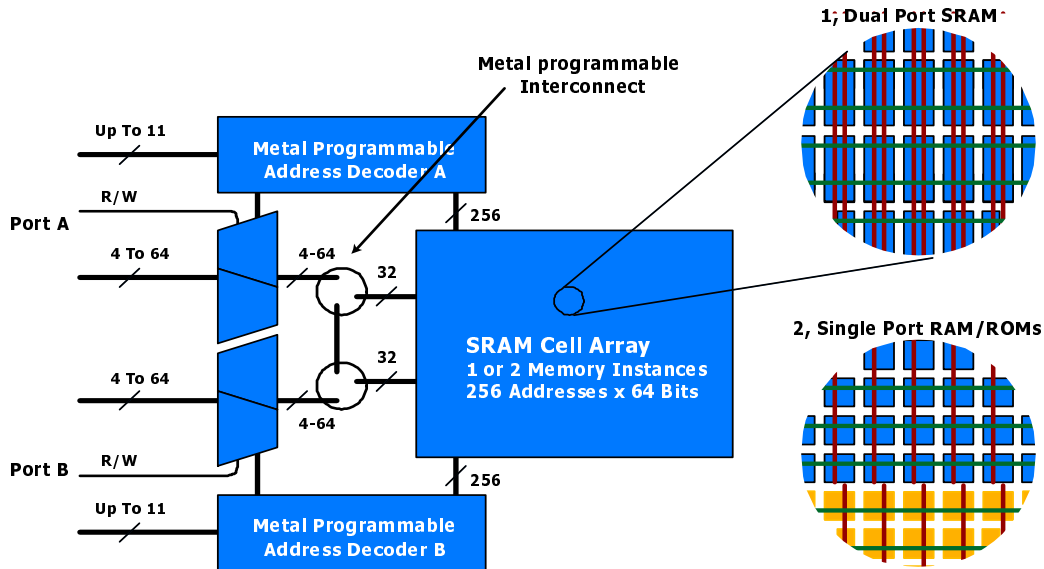 1, Dual Port SRAM
Metal programmable
Interconnect
Up To 11
Metal Programmable
Address Decoder A
R/W
Port A
256
4 To 64
4-64
32
2, Single Port RAM/ROMs
SRAM Cell Array
1 or 2 Memory Instances
256 Addresses x 64 Bits
32
4 To 64
4-64
Port B
R/W
256
Up To 11
Metal Programmable
Address Decoder B